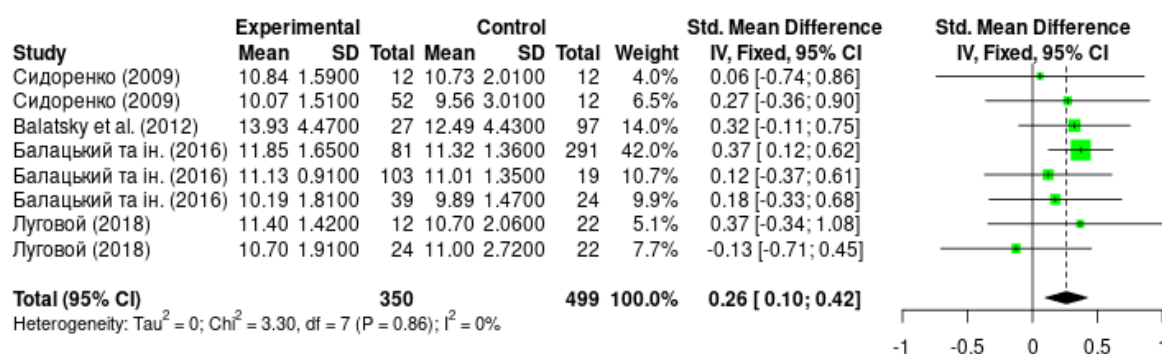 Experimental Control Std. Mean Difference Std. Mean Difference
Study Mean SD Total Mean SD Total Weight IV, Fixed, 95% CI IV, Fixed, 95% CI
Сидоренко (2009) 10.84 1.5900 12 10.73 2.0100 12 4.0% 0.06 [-0.74; 0.86]
Сидоренко (2009) 10.07 1.5100 52 9.56 3.0100 12 6.5% 0.27 [-0.36; 0.90]
Balatsky et al. (2012) 13.93 4.4700 27 12.49 4.4300 97 14.0% 0.32 [-0.11; 0.75]
Балацький та ін. (2016) 11.85 1.6500 81 11.32 1.3600 291 42.0% 0.37 [ 0.12; 0.62]
Балацький та ін. (2016) 11.13 0.9100 103 11.01 1.3500 19 10.7% 0.12 [-0.37; 0.61]
Балацький та ін. (2016) 10.19 1.8100 39 9.89 1.4700 24 9.9% 0.18 [-0.33; 0.68]
Луговой (2018) 11.40 1.4200 12 10.70 2.0600 22 5.1% 0.37 [-0.34; 1.08]
Луговой (2018) 10.70 1.9100 24 11.00 2.7200 22 7.7% -0.13 [-0.71; 0.45]
Total (95% CI) 350 499 100.0% 0.26 [ 0.10; 0.42]
Heterogeneity: Tau² = 0; Chi² = 3.30, df = 7 (P = 0.86); I² = 0%
-1 -0.5 0 0.5 1